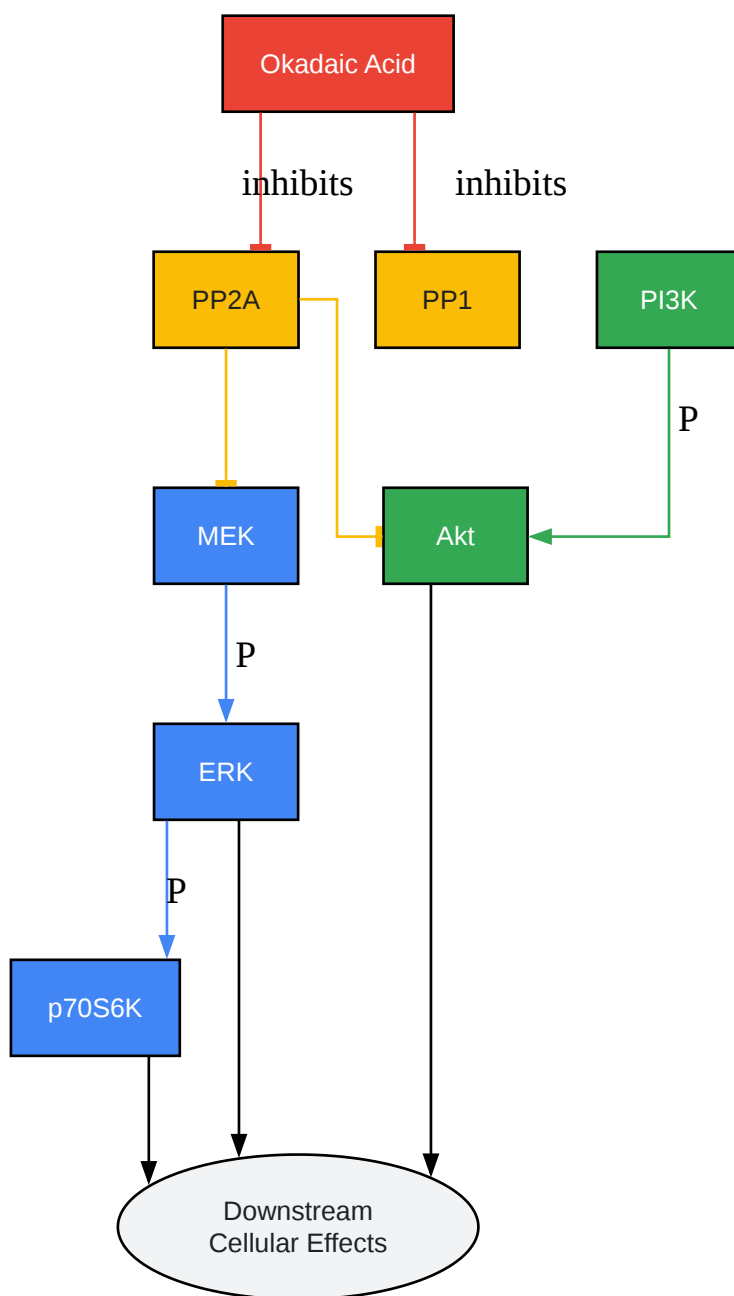 Okadaic Acid
inhibits
inhibits
PP2A
PP1
PI3K
P
MEK
Akt
P
ERK
P
p70S6K
Downstream
Cellular Effects